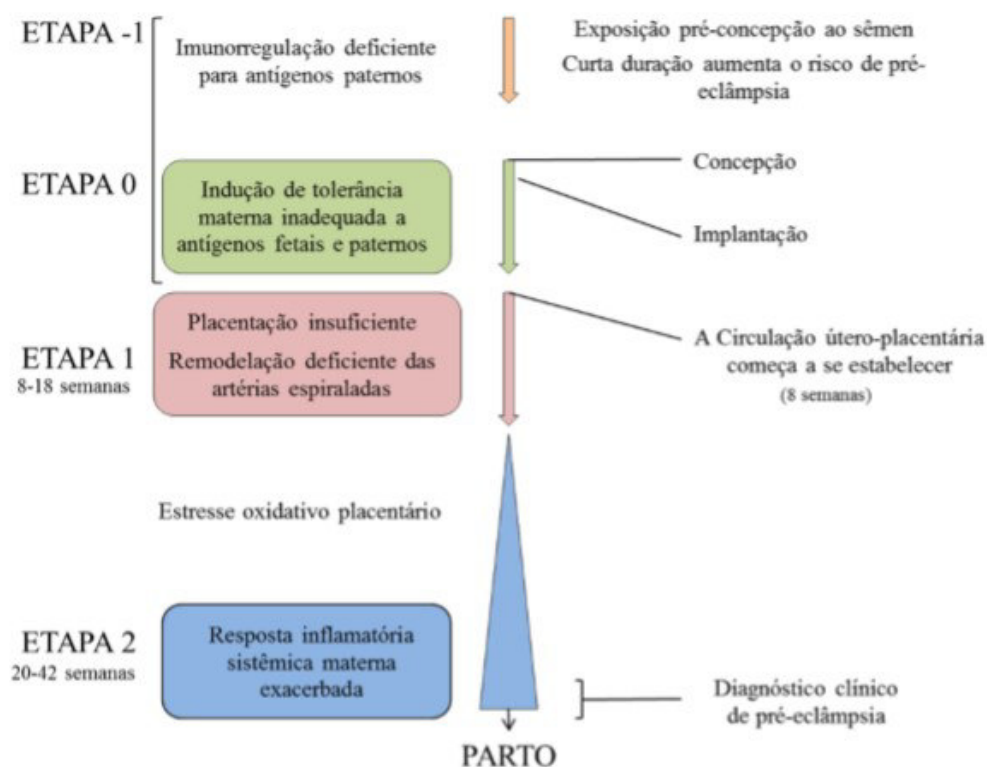 ETAPA -1
Imunorregulação deficiente
para antígenos paternos
Exposição pré-concepção ao sêmen
Curta duração aumenta o risco de pré-
eclâmpsia
ETAPA 0
Indução de tolerância
materna inadequada a
antígenos fetais e paternos
Concepção
Implantação
ETAPA 1
8-18 semanas
Placentação insuficiente
Remodelação deficiente das
artérias espiraladas
A Circulação útero-placentária
começa a se estabelecer
(8 semanas)
Estresse oxidativo placentário
ETAPA 2
20-42 semanas
Resposta inflamatória
sistêmica materna
exacerbada
Diagnóstico clínico
de pré-eclâmpsia
PARTO